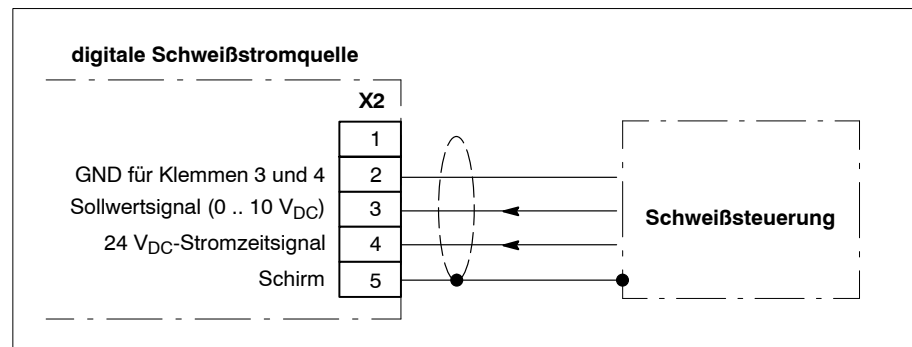 digitale Schweißstromquelle
X2
1
GND für Klemmen 3 und 4 2
Sollwertsignal (0 .. 10 VDC) 3
24 VDC-Stromzeitsignal 4
Schirm 5
Schweißsteuerung